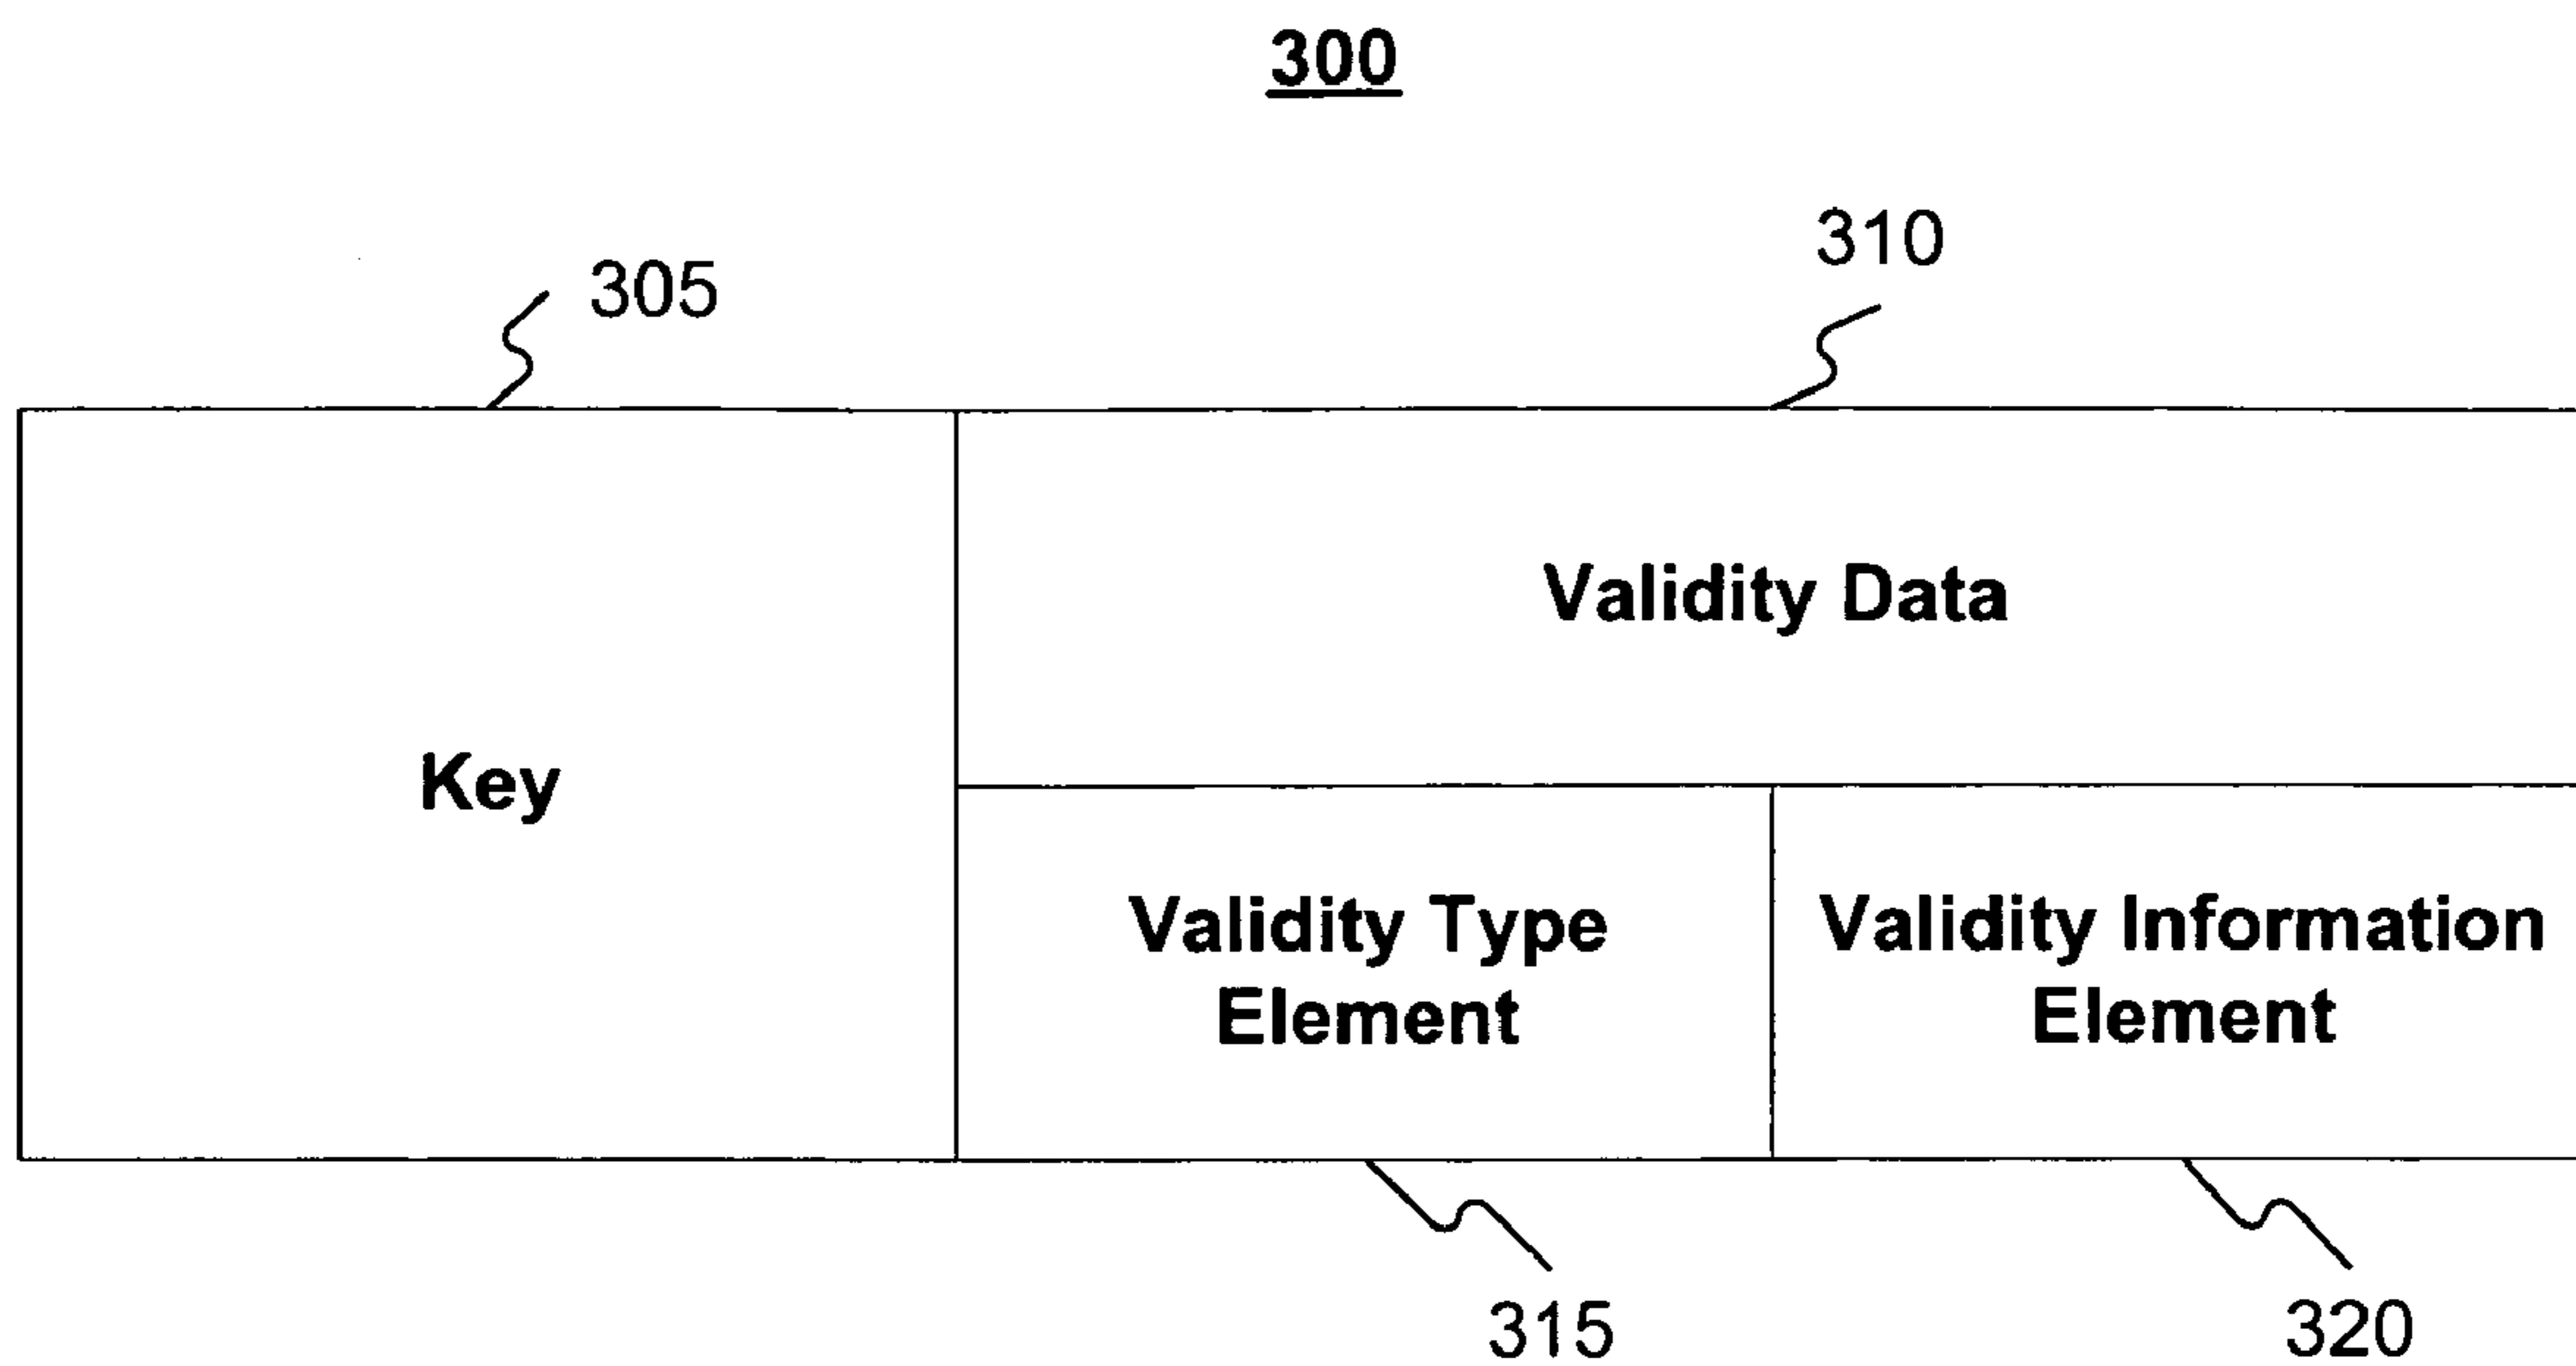 300
305
310
Key
Validity Data
Validity Type
Element
Validity Information
Element
315
320